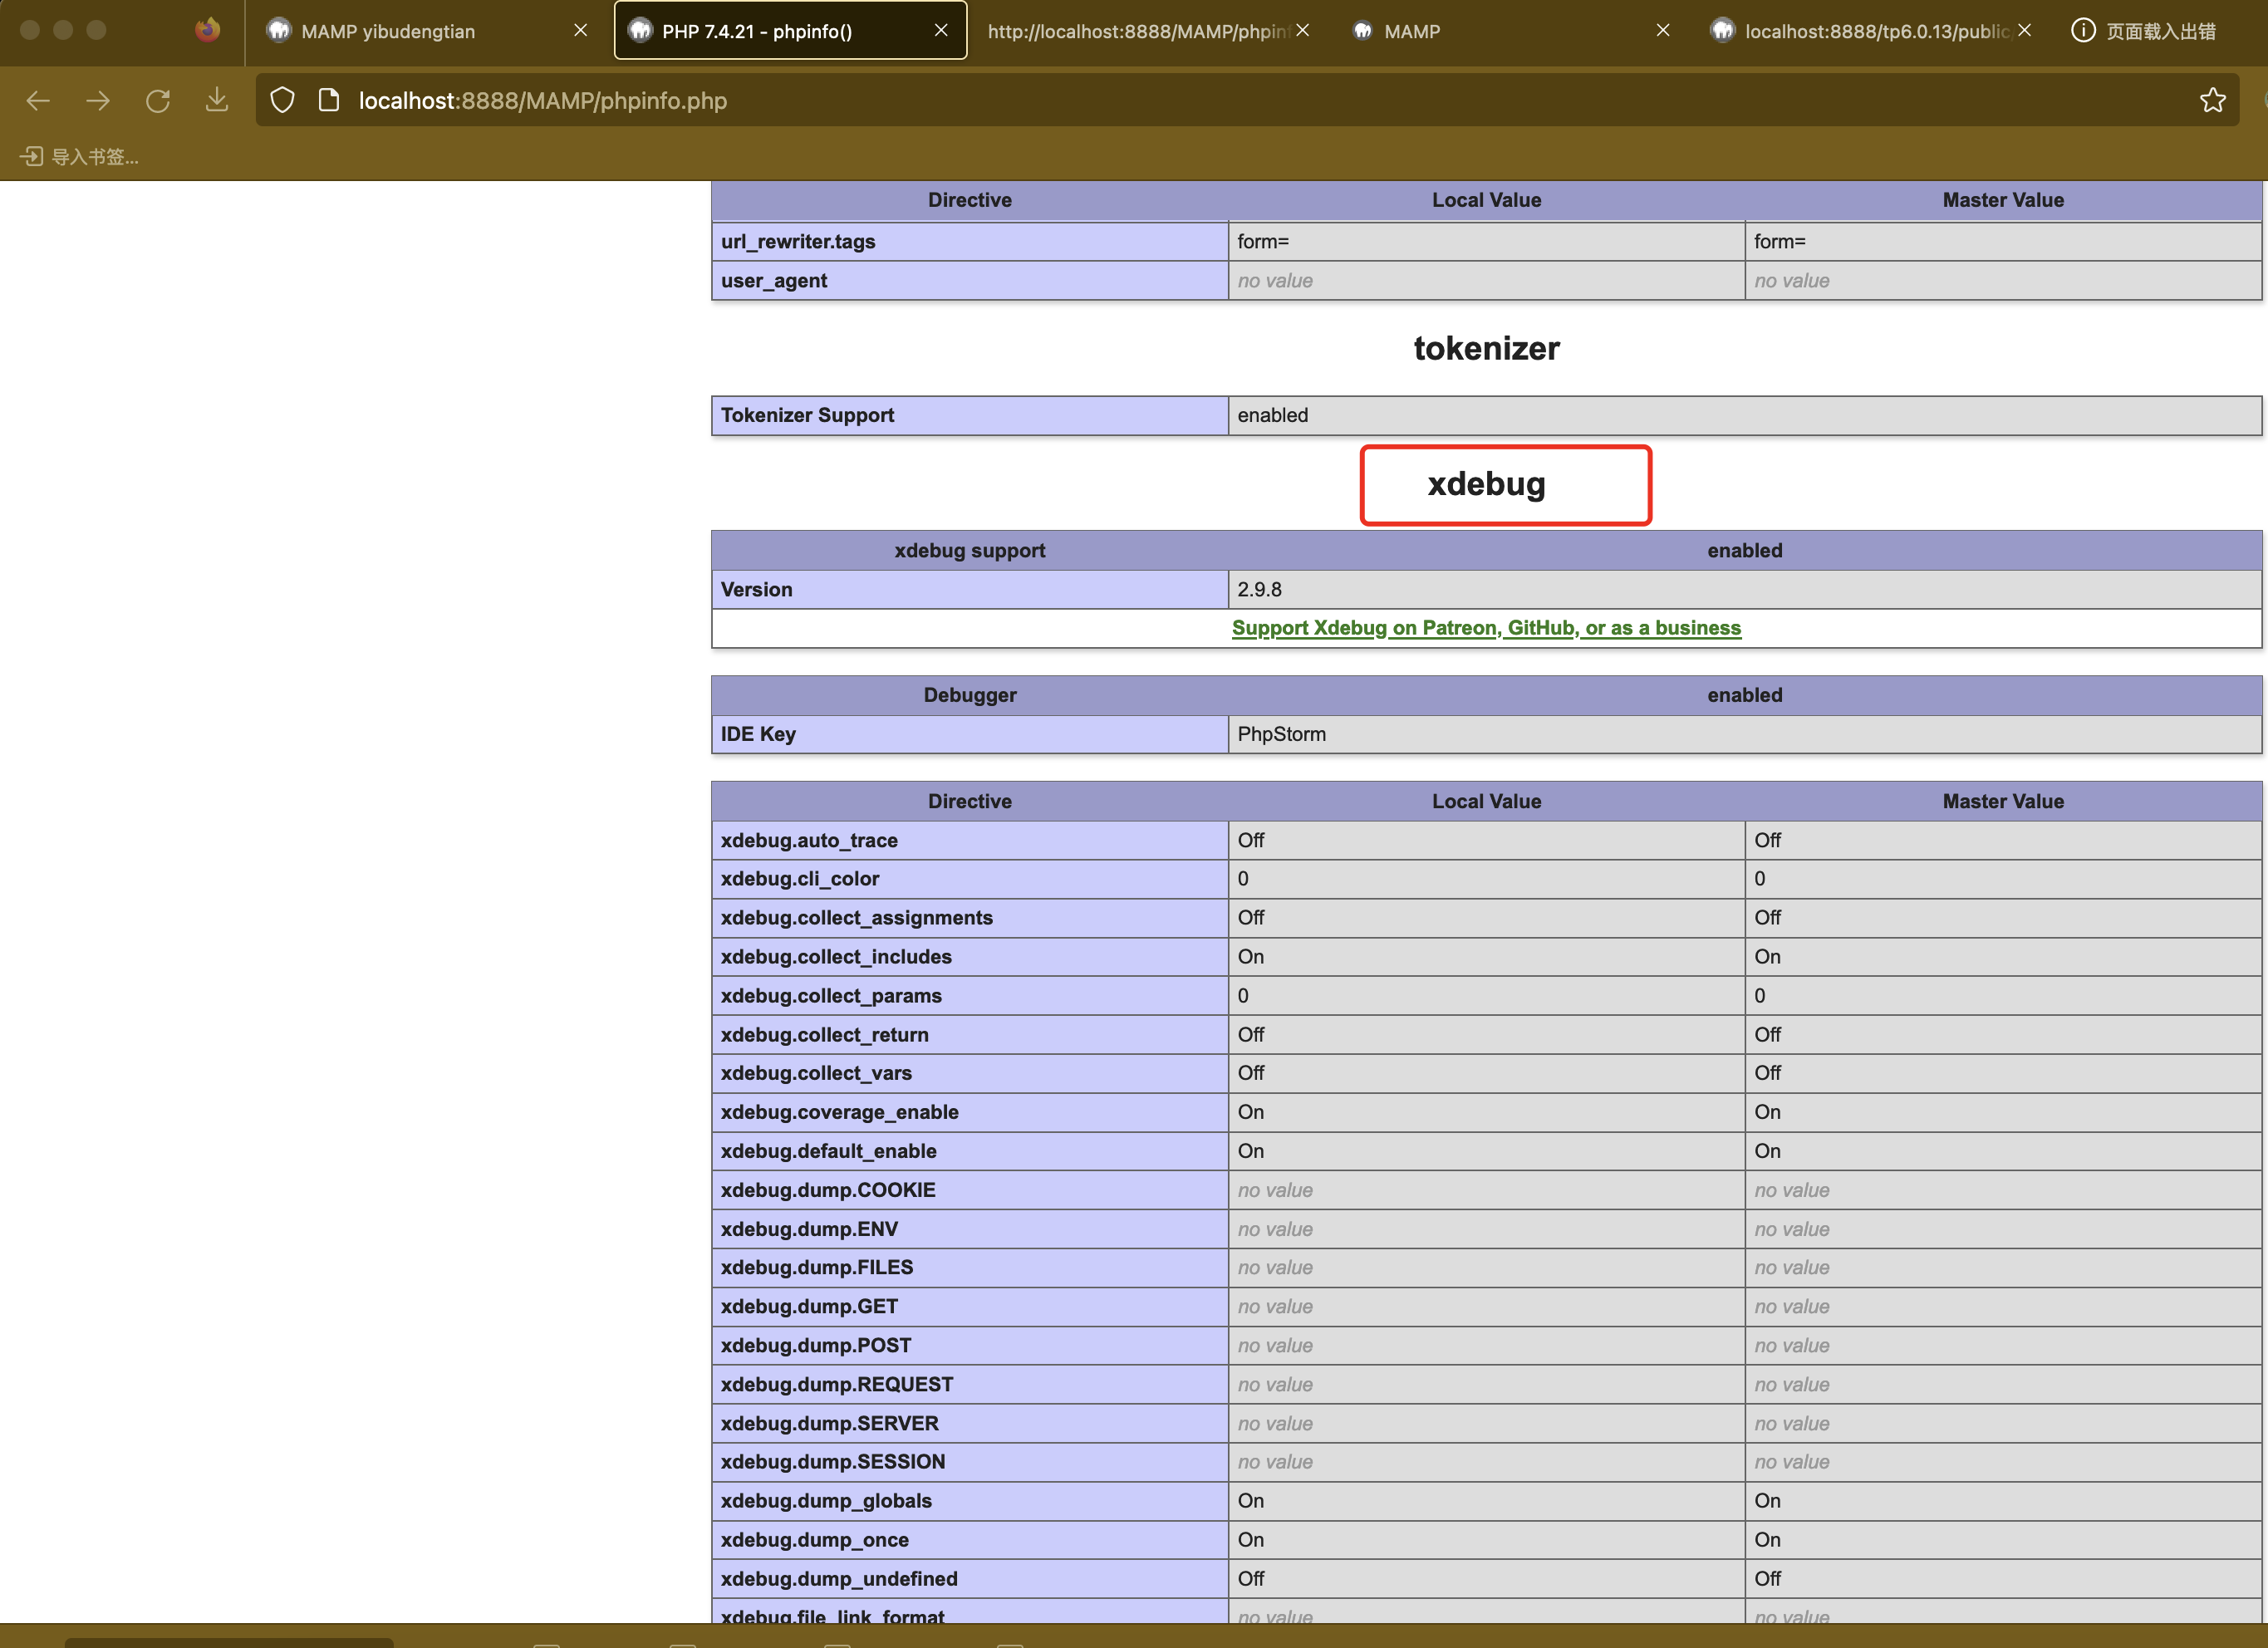 MAMP yibudengtian
PHP 7.4.21 - phpinfo()
http://localhost:8888/MAMP/phpin
MAMP
localhost:8888/tp6.0.13/public
页面载入出错
localhost:8888/MAMP/phpinfo.php
导入书签...
Directive Local Value Master Value
url_rewriter.tags form= form=
user_agent no value no value
tokenizer
Tokenizer Support enabled
xdebug
xdebug support enabled
Version 2.9.8
Support Xdebug on Patreon, GitHub, or as a business
Debugger enabled
IDE Key PhpStorm
Directive Local Value Master Value
xdebug.auto_trace Off Off
xdebug.cli_color 0 0
xdebug.collect_assignments Off Off
xdebug.collect_includes On On
xdebug.collect_params 0 0
xdebug.collect_return Off Off
xdebug.collect_vars Off Off
xdebug.coverage_enable On On
xdebug.default_enable On On
xdebug.dump.COOKIE no value no value
xdebug.dump.ENV no value no value
xdebug.dump.FILES no value no value
xdebug.dump.GET no value no value
xdebug.dump.POST no value no value
xdebug.dump.REQUEST no value no value
xdebug.dump.SERVER no value no value
xdebug.dump.SESSION no value no value
xdebug.dump_globals On On
xdebug.dump_once On On
xdebug.dump_undefined Off Off
xdebug.file_link_format no value no value